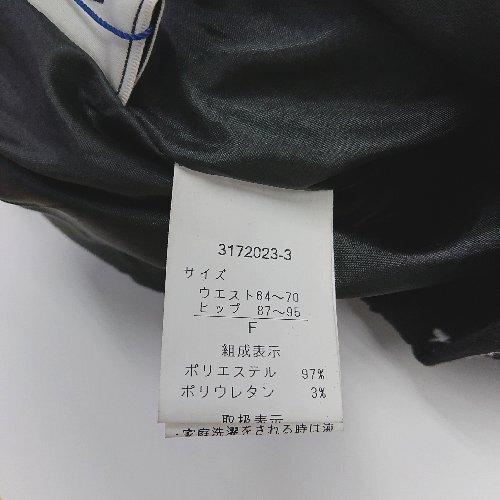 3172023-3
サイズ
ウエスト64～70
ヒップ 87～95
F
組成表示
ポリエステル 97%
ポリウレタン 3%
取扱表示
・家庭洗濯をされる時は